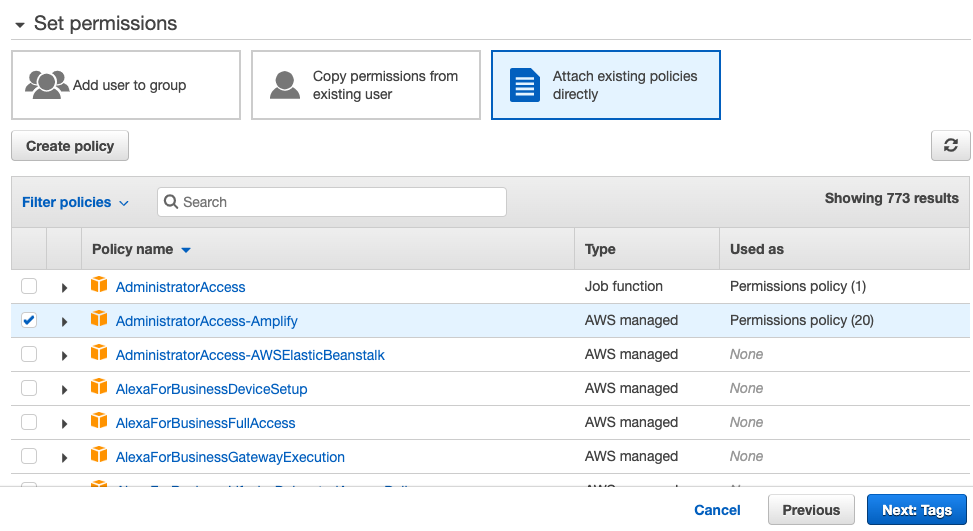 Set permissions
Add user to group
Copy permissions from
existing user
Attach existing policies
directly
Create policy
Filter policies
Search
Showing 773 results
Policy name Type Used as
AdministratorAccess Job function Permissions policy (1)
AdministratorAccess-Amplify AWS managed Permissions policy (20)
AdministratorAccess-AWSElasticBeanstalk AWS managed None
AlexaForBusinessDeviceSetup AWS managed None
AlexaForBusinessFullAccess AWS managed None
AlexaForBusinessGatewayExecution AWS managed None
Cancel Previous Next: Tags